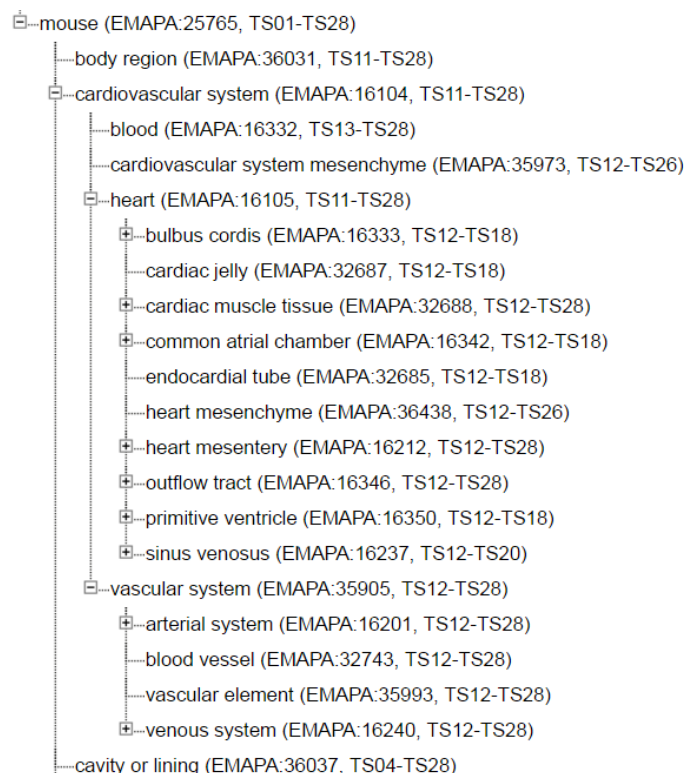 mouse (EMAPA:25765, TS01-TS28)
body region (EMAPA:36031, TS11-TS28)
cardiovascular system (EMAPA:16104, TS11-TS28)
blood (EMAPA:16332, TS13-TS28)
cardiovascular system mesenchyme (EMAPA:35973, TS12-TS26)
heart (EMAPA:16105, TS11-TS28)
bulbus cordis (EMAPA:16333, TS12-TS18)
cardiac jelly (EMAPA:32687, TS12-TS18)
cardiac muscle tissue (EMAPA:32688, TS12-TS28)
common atrial chamber (EMAPA:16342, TS12-TS18)
endocardial tube (EMAPA:32685, TS12-TS18)
heart mesenchyme (EMAPA:36438, TS12-TS26)
heart mesentery (EMAPA:16212, TS12-TS28)
outflow tract (EMAPA:16346, TS12-TS28)
primitive ventricle (EMAPA:16350, TS12-TS18)
sinus venosus (EMAPA:16237, TS12-TS20)
vascular system (EMAPA:35905, TS12-TS28)
arterial system (EMAPA:16201, TS12-TS28)
blood vessel (EMAPA:32743, TS12-TS28)
vascular element (EMAPA:35993, TS12-TS28)
venous system (EMAPA:16240, TS12-TS28)
cavity or lining (EMAPA:36037, TS04-TS28)